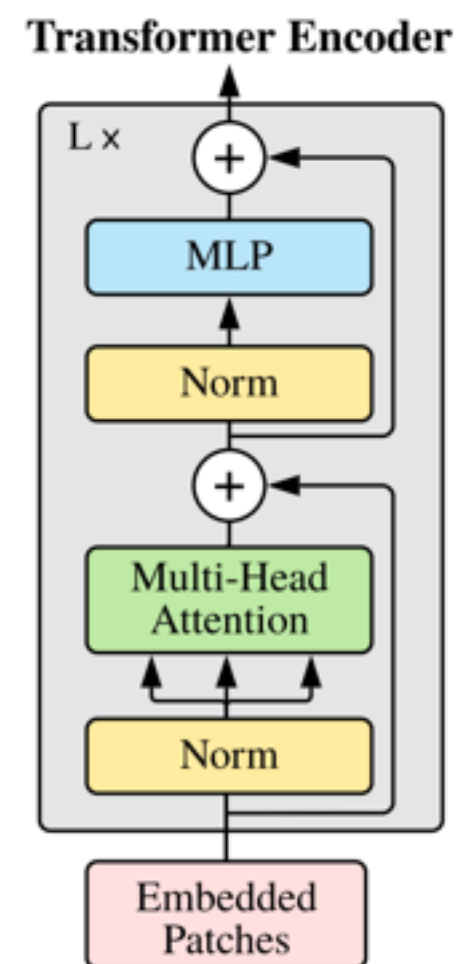 Transformer Encoder
L ×
+
MLP
Norm
+
Multi-Head
Attention
Norm
Embedded
Patches